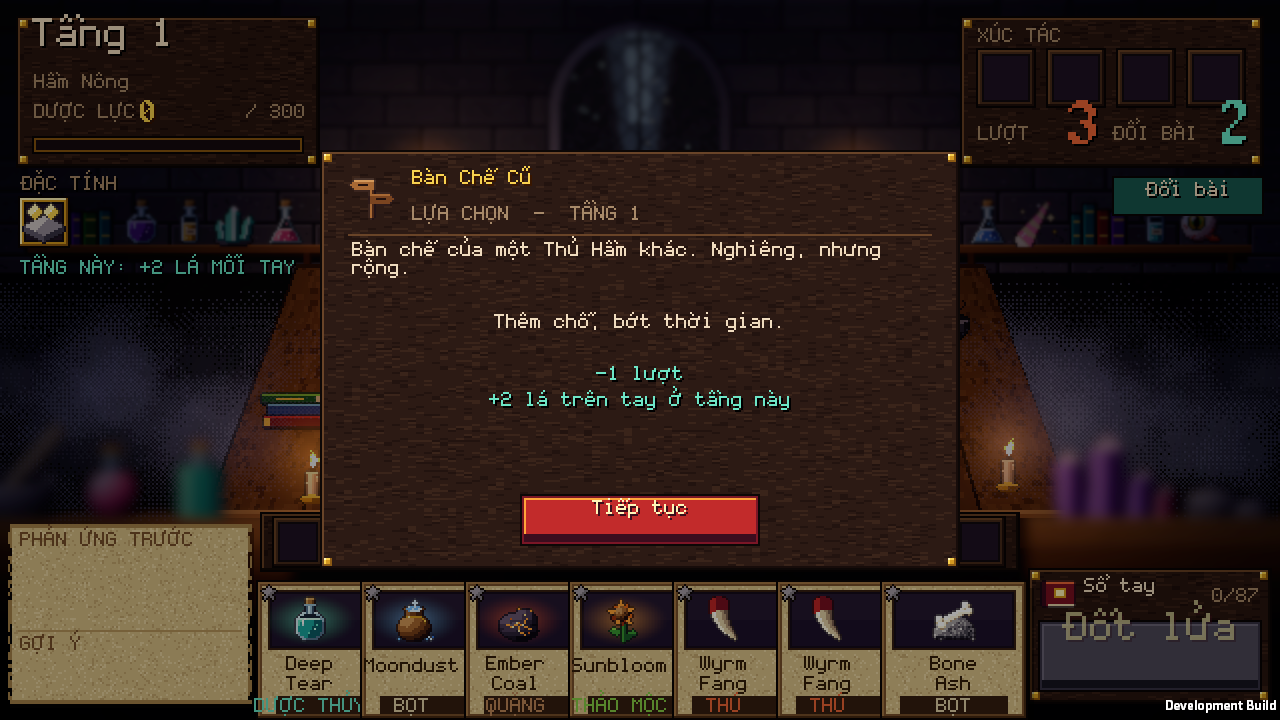 Tầng 1
Hầm Nông
DƯỢC LỰC 0 / 300
XÚC TÁC
LƯỢT 3 ĐỔI BÀI 2
Đổi bài
ĐẶC TÍNH
TẦNG NÀY: +2 LÁ MỖI TAY
Bàn Chế Cũ
LỰA CHỌN - TẦNG 1
Bàn chế của một Thủ Hầm khác. Nghiêng, nhưng
rộng.
Thêm chỗ, bớt thời gian.
-1 lượt
+2 lá trên tay ở tầng này
Tiếp tục
PHẢN ỨNG TRƯỚC
GỢI Ý
Deep
Tear
DƯỢC THỦY
Moondust
BỘT
Ember
Coal
QUẶNG
Sunbloom
THẢO MỘC
Wyrm
Fang
THÚ
Wyrm
Fang
THÚ
Bone
Ash
BỘT
Sổ tay
0/87
Đốt lửa
Development Build